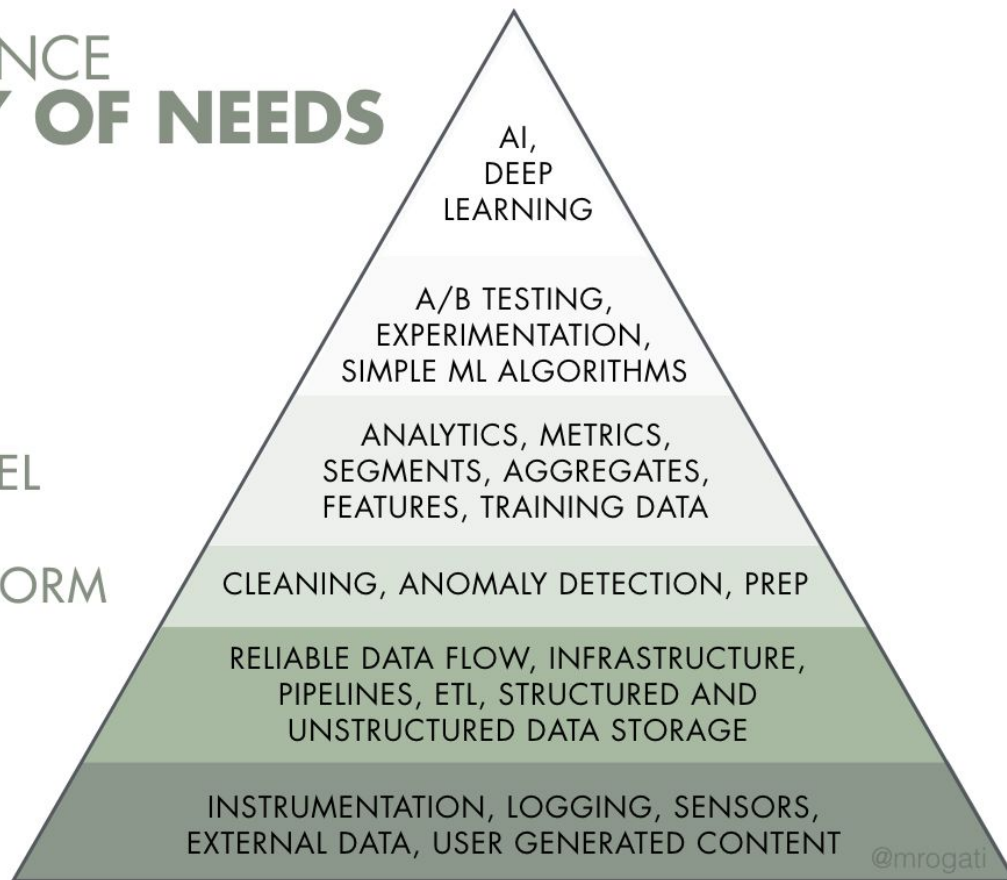 NCE
Y OF NEEDS
AI,
DEEP
LEARNING
A/B TESTING,
EXPERIMENTATION,
SIMPLE ML ALGORITHMS
ANALYTICS, METRICS,
SEGMENTS, AGGREGATES,
FEATURES, TRAINING DATA
EL
ORM
CLEANING, ANOMALY DETECTION, PREP
RELIABLE DATA FLOW, INFRASTRUCTURE,
PIPELINES, ETL, STRUCTURED AND
UNSTRUCTURED DATA STORAGE
INSTRUMENTATION, LOGGING, SENSORS,
EXTERNAL DATA, USER GENERATED CONTENT
@mrogati